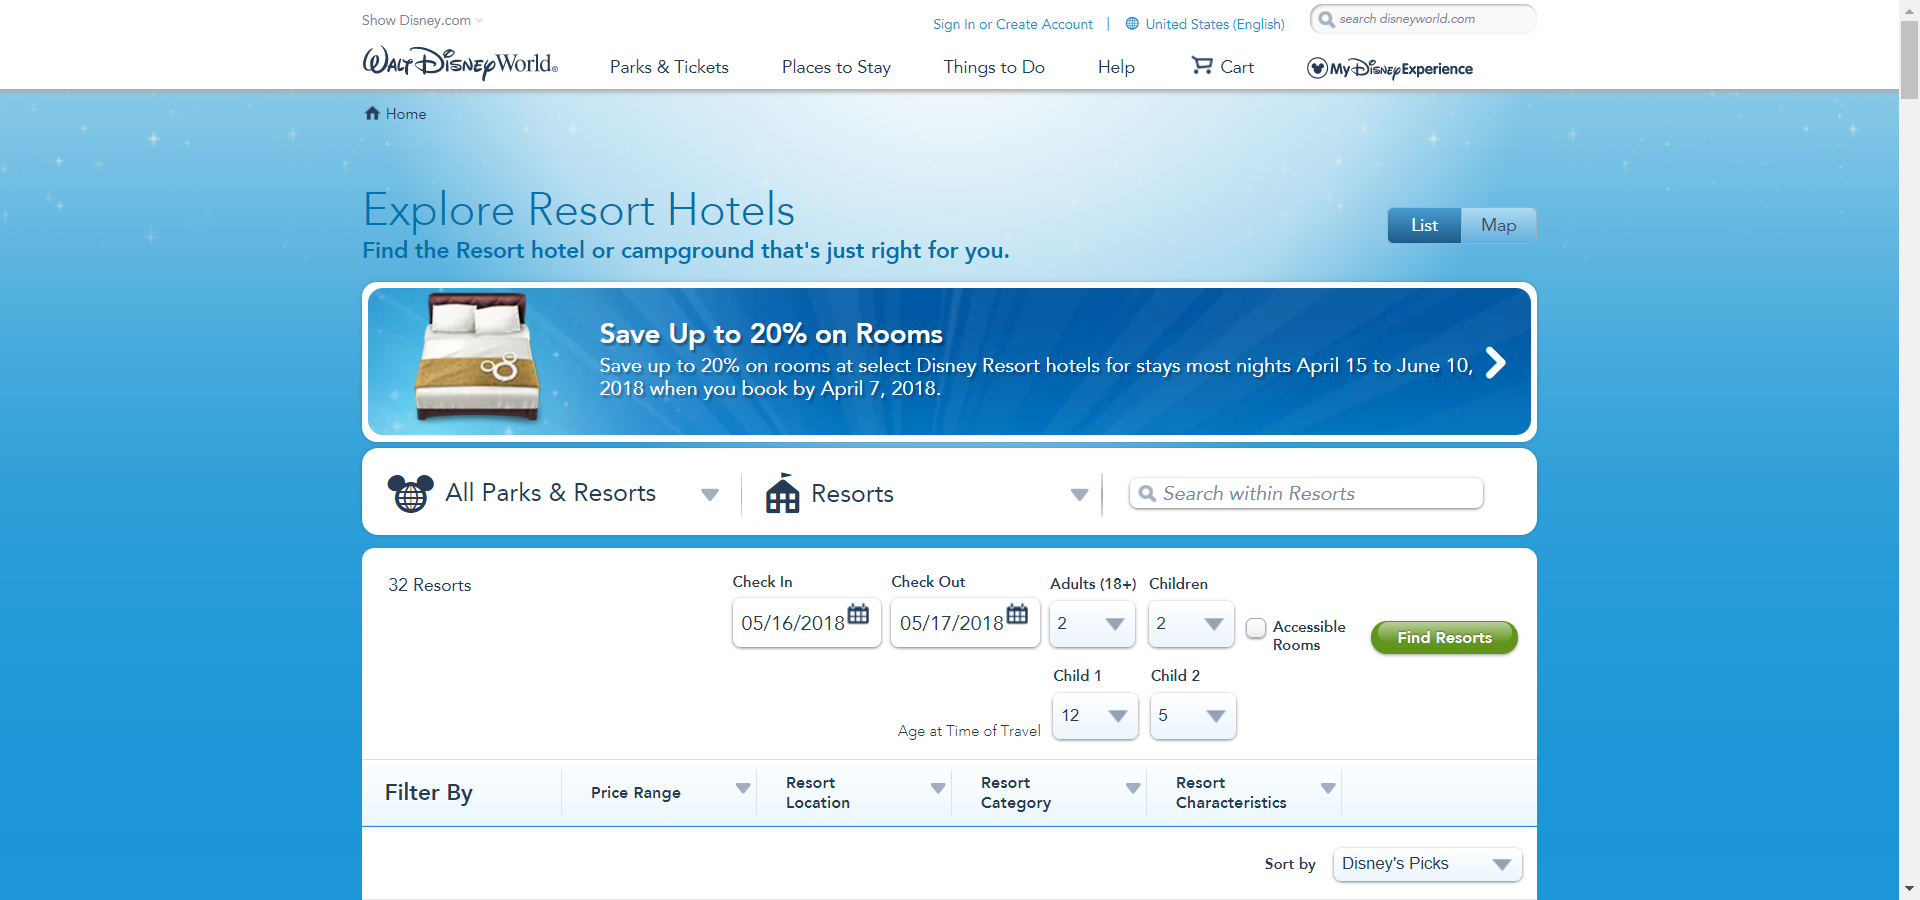 Show Disney.com
Sign In or Create Account | United States (English)
search disneyworld.com
Walt Disney World®
Parks & Tickets
Places to Stay
Things to Do
Help
Cart
My Disney Experience
Home
Explore Resort Hotels
Find the Resort hotel or campground that's just right for you.
List
Map
Save Up to 20% on Rooms
Save up to 20% on rooms at select Disney Resort hotels for stays most nights April 15 to June 10,
2018 when you book by April 7, 2018.
All Parks & Resorts
Resorts
Search within Resorts
32 Resorts
Check In
Check Out
Adults (18+)
Children
05/16/2018
05/17/2018
2
2
Accessible
Rooms
Find Resorts
Child 1
Child 2
Age at Time of Travel
12
5
Filter By
Price Range
Resort
Location
Resort
Category
Resort
Characteristics
Sort by
Disney's Picks